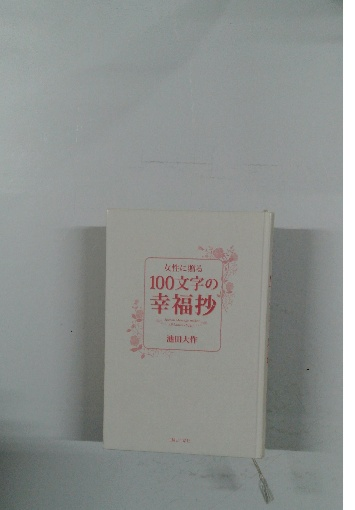 女性に贈る
100文字の
幸福抄
池田大作